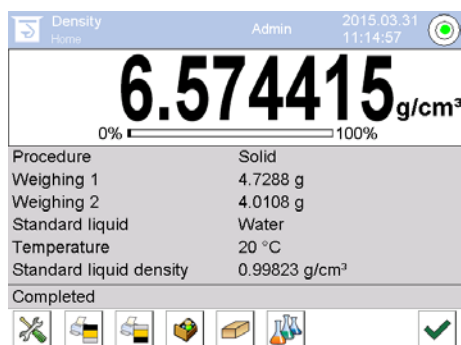 Density Admin 2015.03.31
Home 11:14:57
6.574415 g/cm³
0% 100%
Procedure Solid
Weighing 1 4.7288 g
Weighing 2 4.0108 g
Standard liquid Water
Temperature 20 °C
Standard liquid density 0.99823 g/cm³
Completed